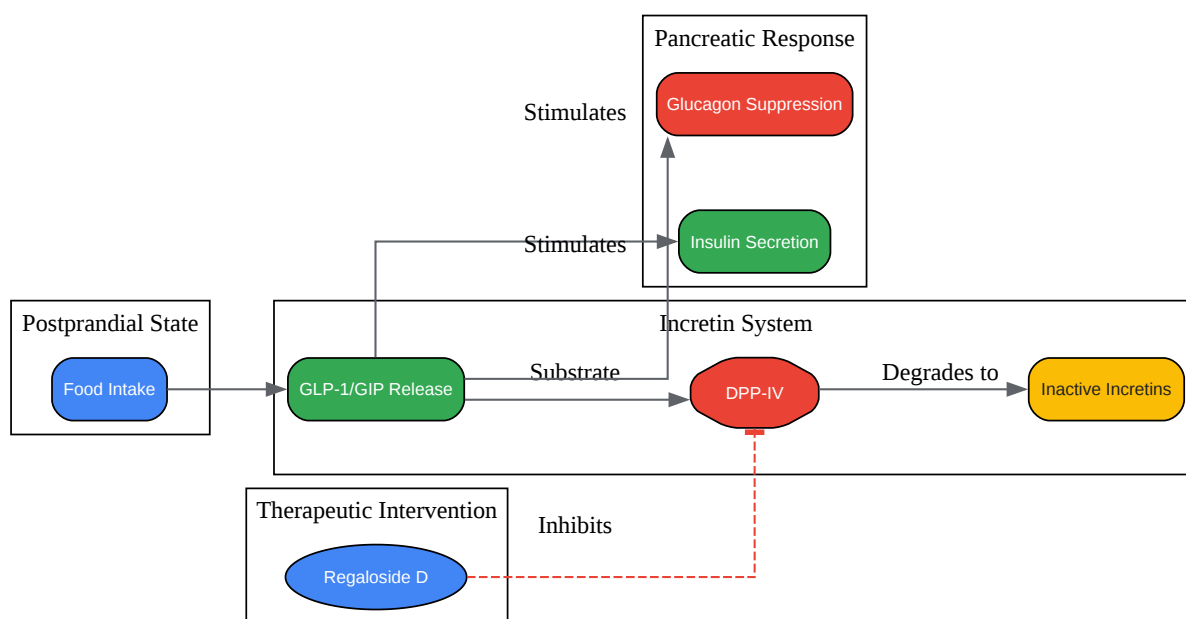 Pancreatic Response
Stimulates
Glucagon Suppression
Stimulates
Insulin Secretion
Postprandial State
Food Intake
Incretin System
GLP-1/GIP Release
Substrate
DPP-IV
Degrades to
Inactive Incretins
Therapeutic Intervention
Inhibits
Regaloside D